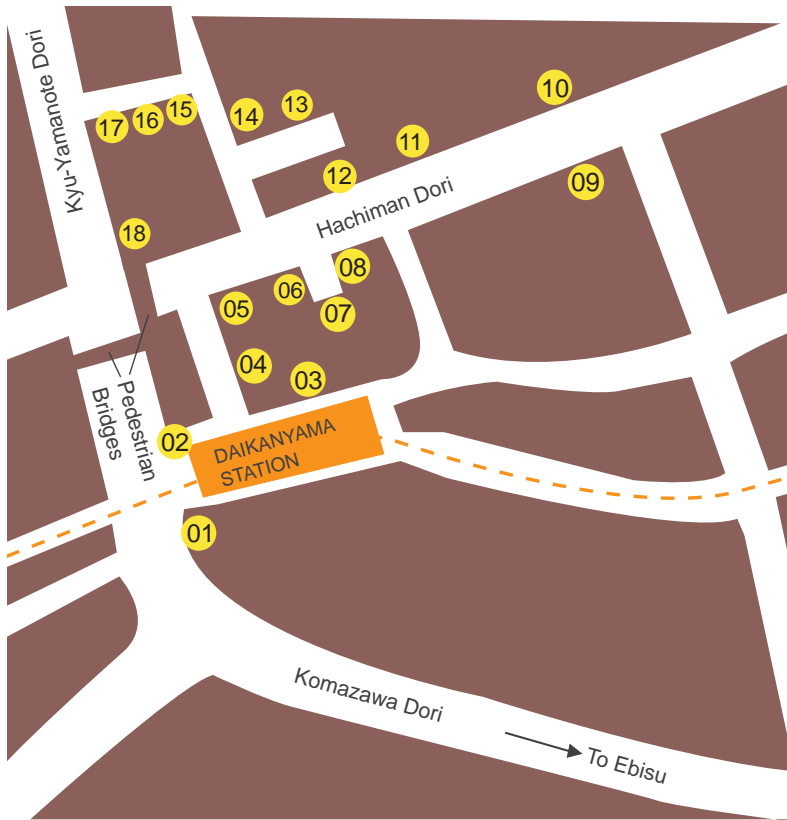 Kyu-Yamanote Dori
10
13
14
15
16
17
11
12
09
Hachiman Dori
18
08
06
05
07
04
03
Pedestrian
Bridges
02
DAIKANYAMA
STATION
01
Komazawa Dori
To Ebisu